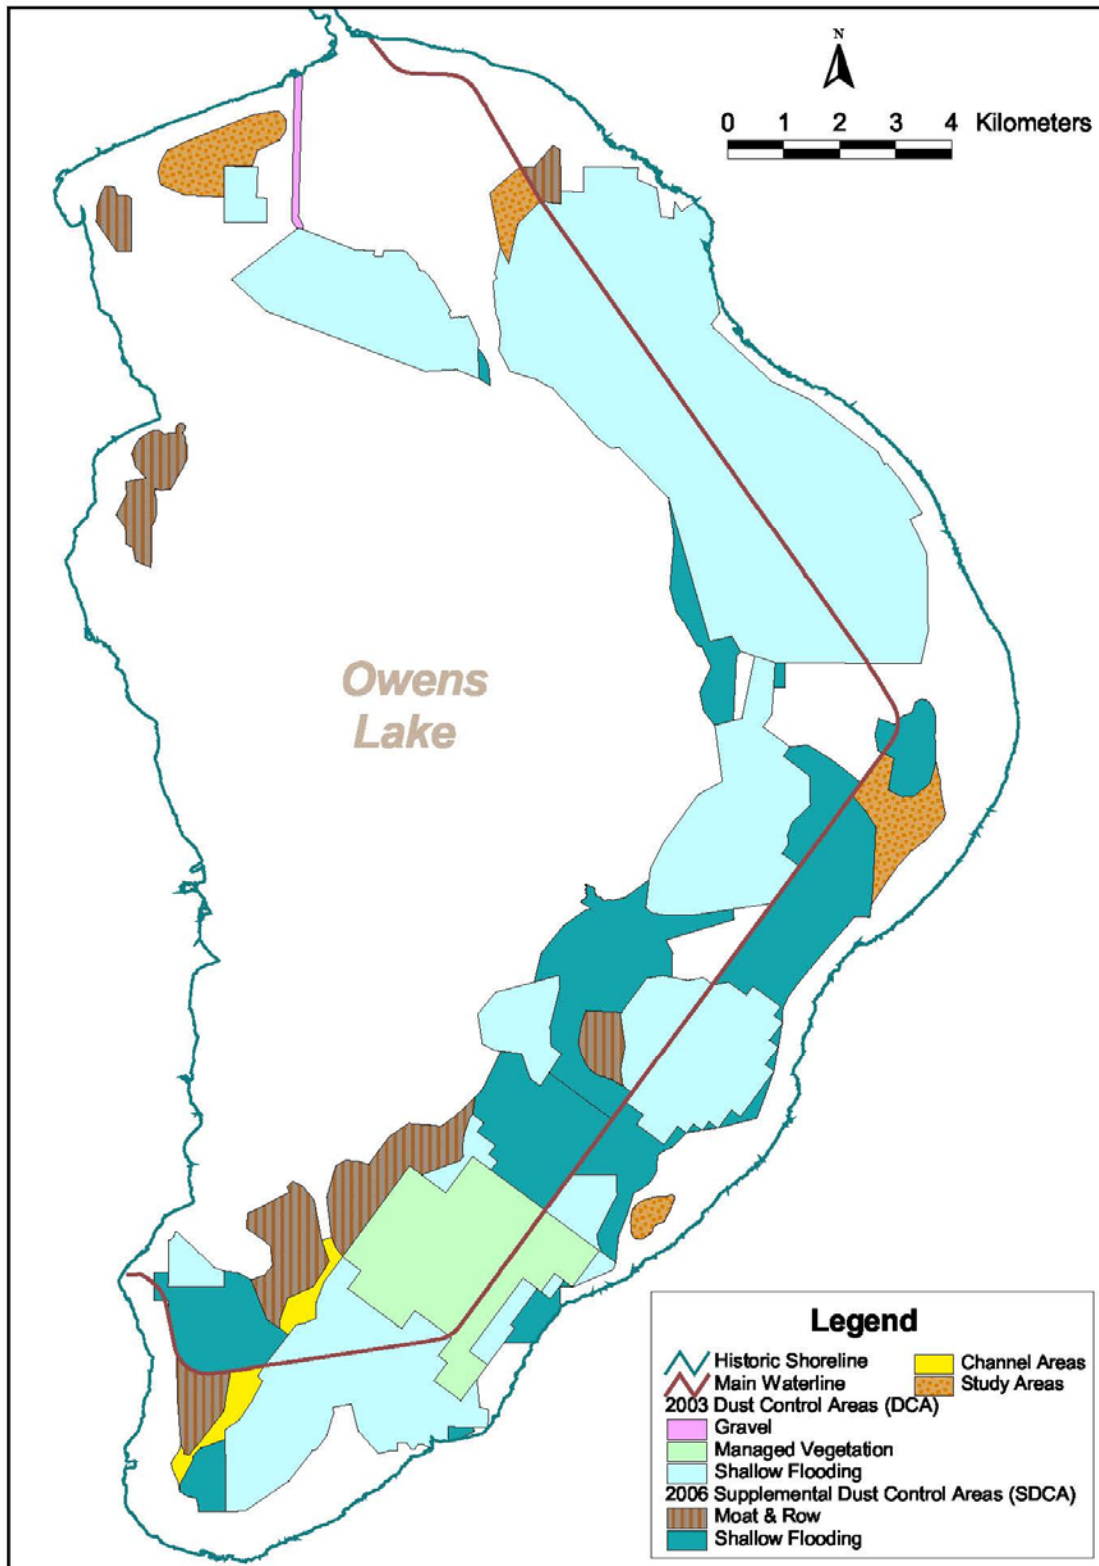 N
0 1 2 3 4 Kilometers
Owens
Lake
Legend
Historic Shoreline
Main Waterline
2003 Dust Control Areas (DCA)
Gravel
Managed Vegetation
Shallow Flooding
2006 Supplemental Dust Control Areas (SDCA)
Moat & Row
Shallow Flooding
Channel Areas
Study Areas